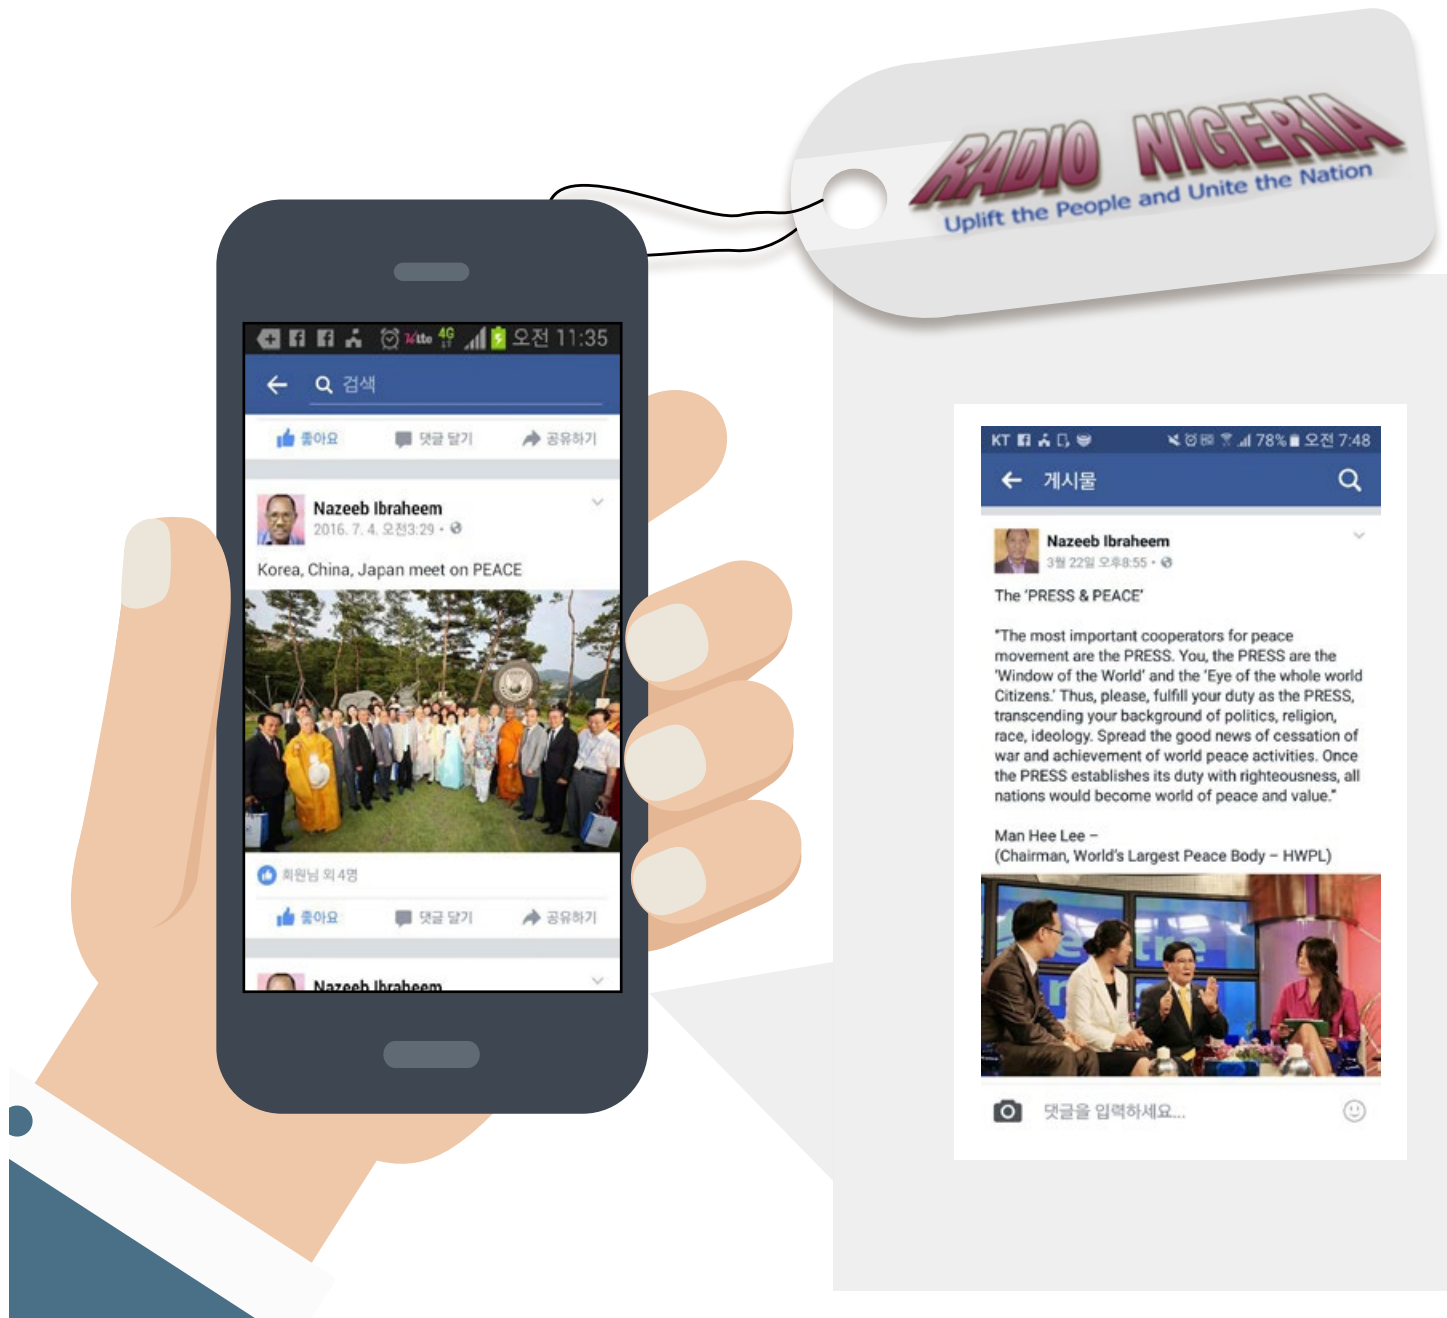 RADIO NIGERIA
Uplift the People and Unite the Nation
4G
오전 11:35
검색
좋아요 댓글 달기 공유하기
Nazeeb Ibraheem
2016. 7. 4. 오전3:29
Korea, China, Japan meet on PEACE
회원님 외 4명
좋아요 댓글 달기 공유하기
Nazeeb Ibraheem
KT 78% 오전 7:48
게시물
Nazeeb Ibraheem
3월 22일 오후8:55
The ‘PRESS & PEACE’
"The most important cooperators for peace
movement are the PRESS. You, the PRESS are the
‘Window of the World’ and the ‘Eye of the whole world
Citizens.’ Thus, please, fulfill your duty as the PRESS,
transcending your background of politics, religion,
race, ideology. Spread the good news of cessation of
war and achievement of world peace activities. Once
the PRESS establishes its duty with righteousness, all
nations would become world of peace and value."
Man Hee Lee –
(Chairman, World’s Largest Peace Body – HWPL)
댓글을 입력하세요...